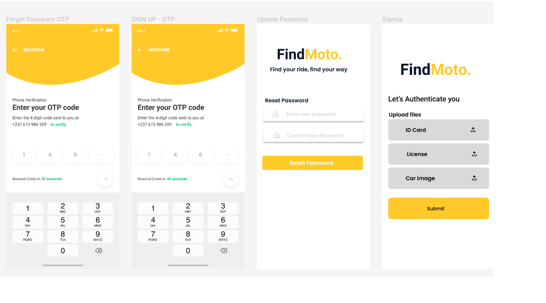 Forget Password OTP
9:41
WELCOME
Phone Verification
Enter your OTP code
Enter the 4-digit code sent to you at
+237 673 986 359 to verify
1 4 6 -
Resend Code in 10 seconds
1 2 ABC 3 DEF
4 GHI 5 JKL 6 MNO
7 PQRS 8 TUV 9 WXYZ
0
SIGN UP - OTP
9:41
WELCOME
Phone Verification
Enter your OTP code
Enter the 4-digit code sent to you at
+237 673 986 359 to verify
1 4 6 -
Resend Code in 10 seconds
1 2 ABC 3 DEF
4 GHI 5 JKL 6 MNO
7 PQRS 8 TUV 9 WXYZ
0
Update Password
FindMoto.
Find your ride, find your way
Reset Password
Enter new password
Confirm New Password
Reset Password
SignUp
FindMoto.
Let's Authenticate you
Upload files
ID Card
License
Car image
Submit